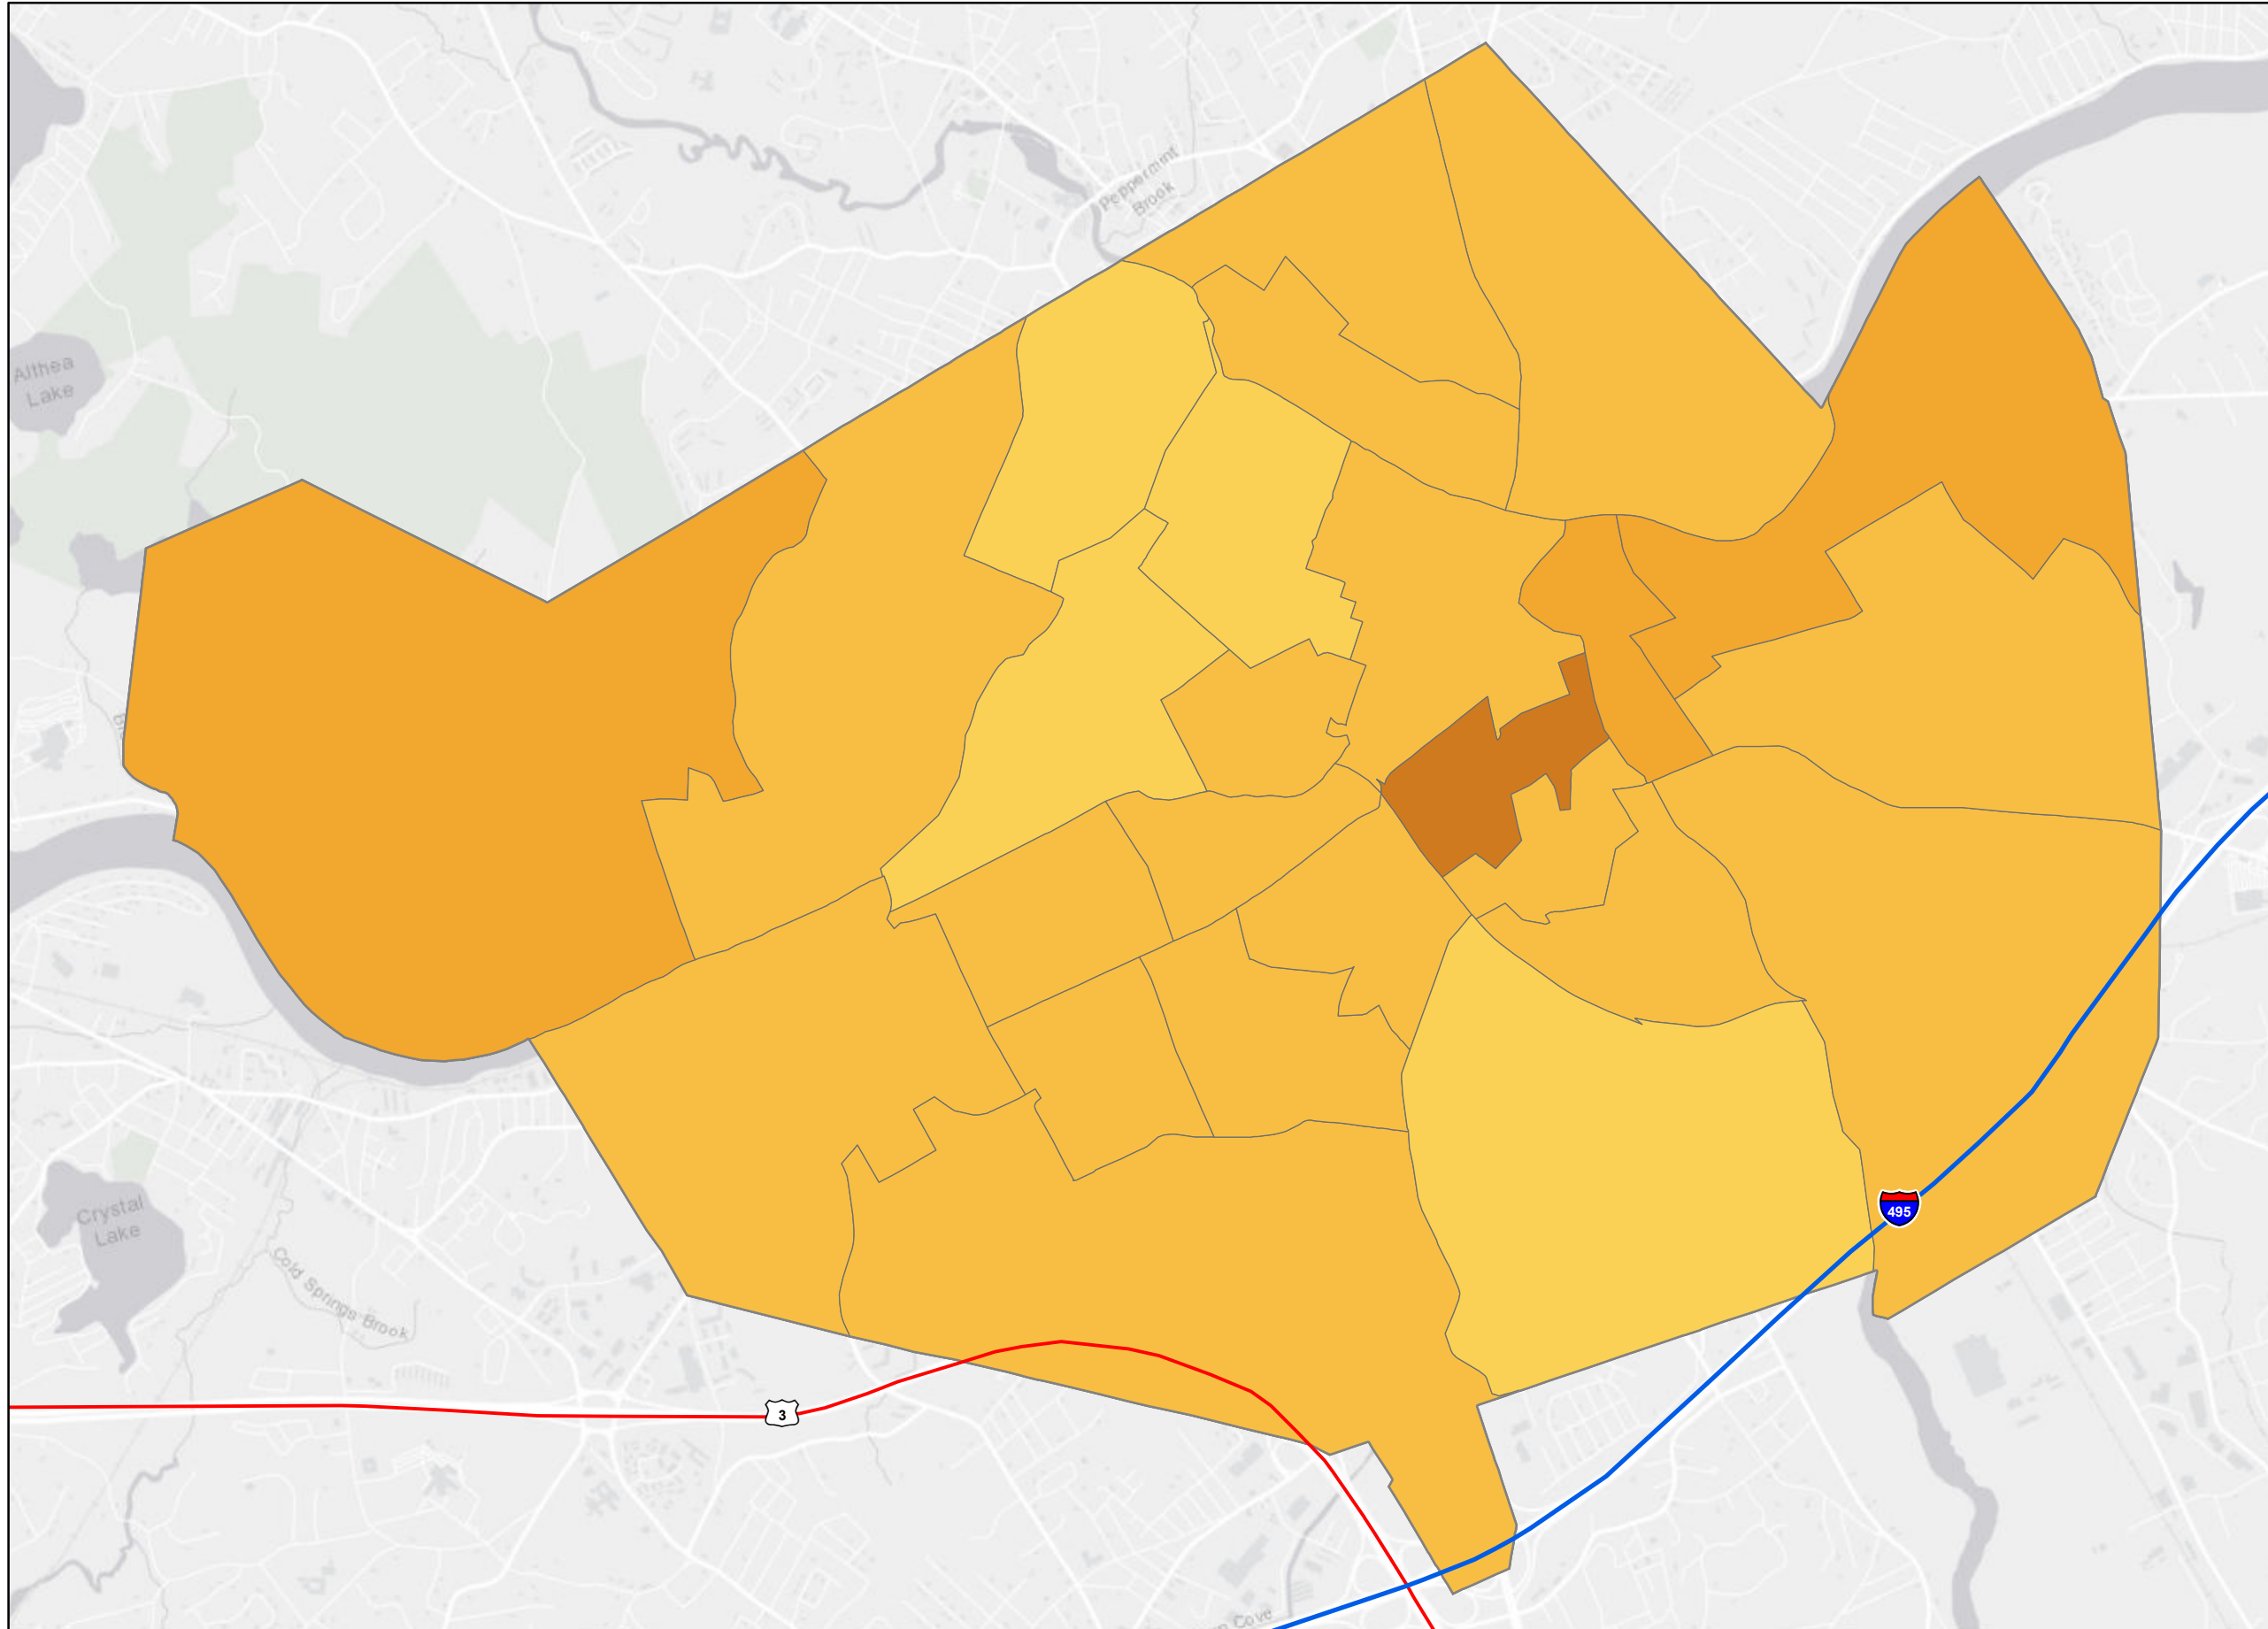 Peppermint
Brook
Althea
Lake
Crystal
Lake
Cold Springs Brook
495
3
Cove